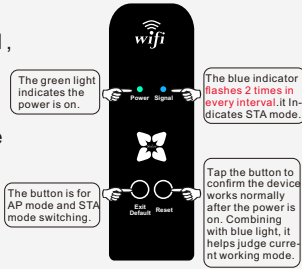 wifi
The green light
indicates the
power is on.
Power Signal
The blue indicator
flashes 2 times in
every interval.it In-
dicates STA mode.
The button is for
AP mode and STA
mode switching.
Exit
Default
Reset
Tap the button to
confirm the device
works normally
after the power is
on. Combining
with blue light, it
helps judge curre-
nt working mode.